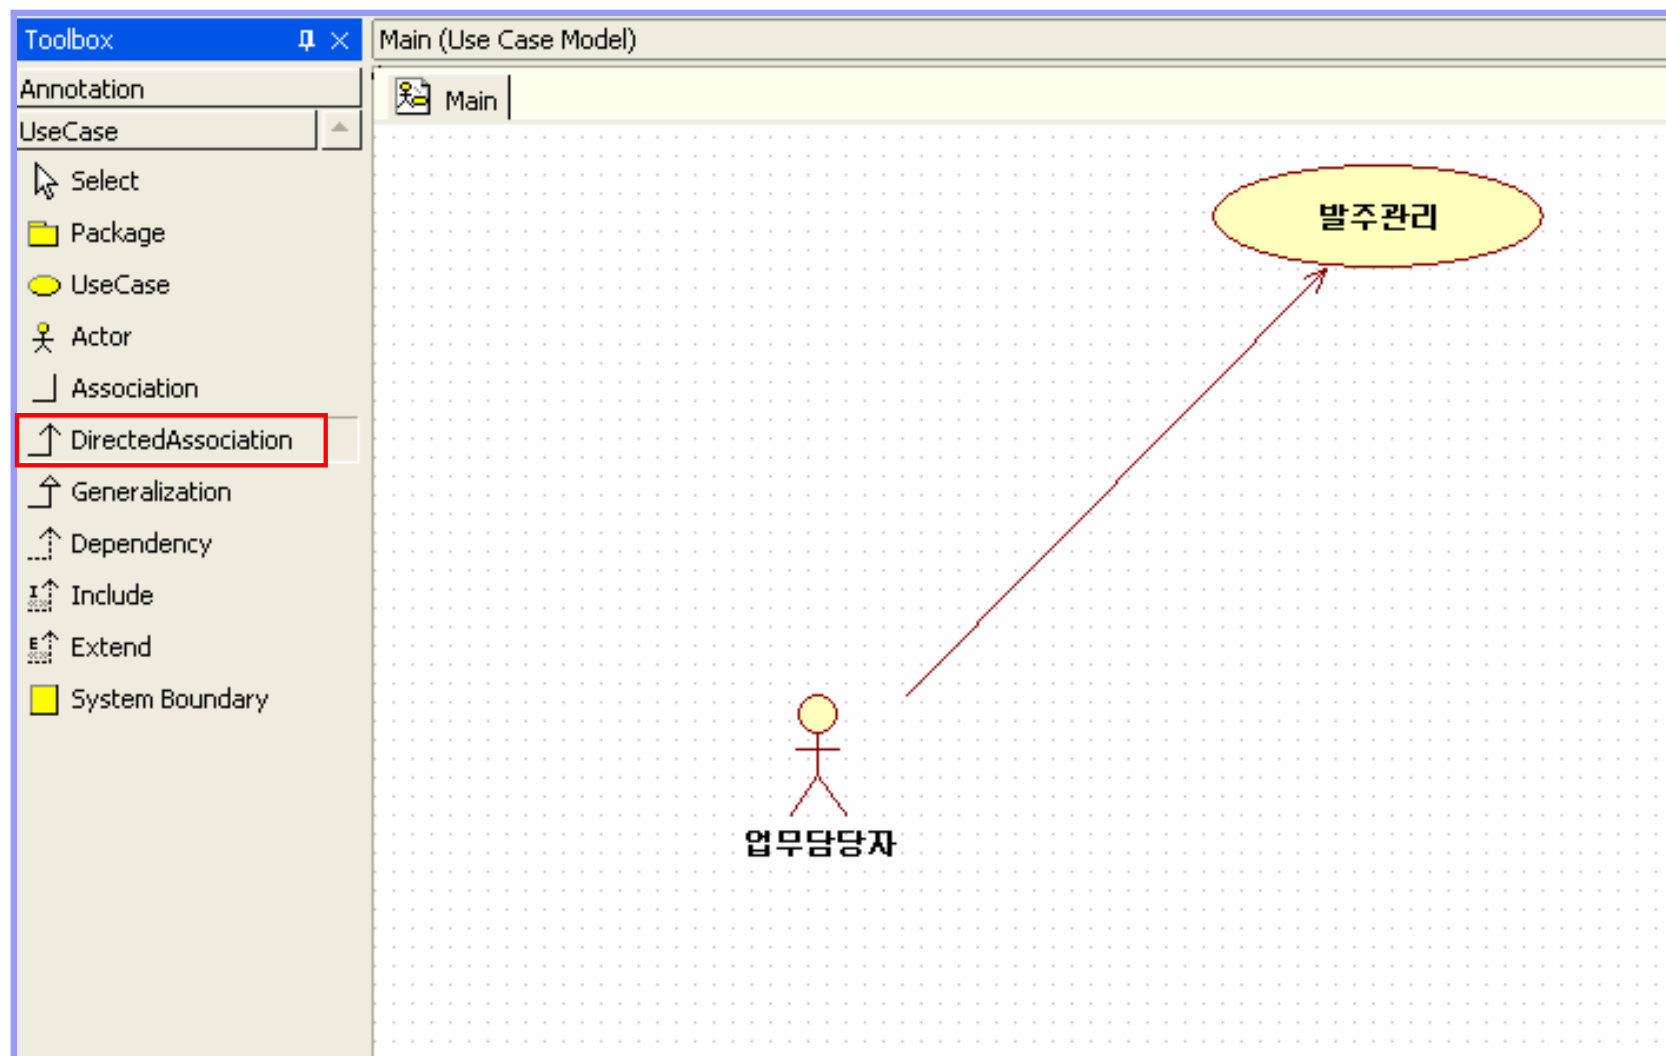 Toolbox
Main (Use Case Model)
Annotation
Main
UseCase
Select
Package
UseCase
Actor
Association
DirectedAssociation
Generalization
Dependency
I Include
E Extend
System Boundary
발주관리
업무담당자